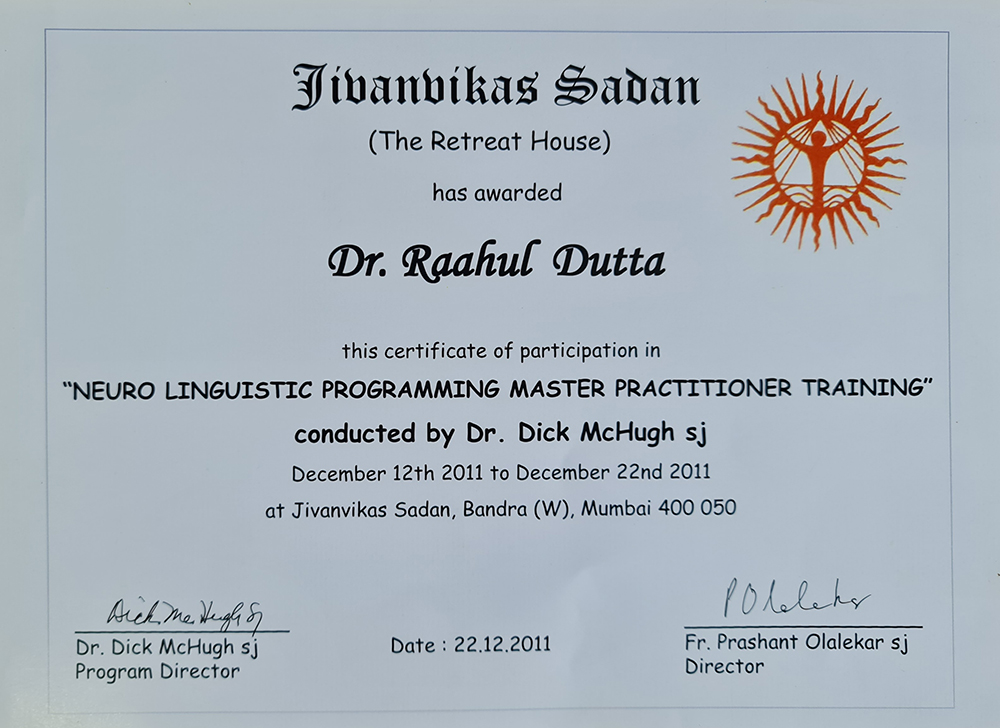 Jivanvikas Sadan
(The Retreat House)
has awarded
Dr. Raahul Dutta
this certificate of participation in
“NEURO LINGUISTIC PROGRAMMING MASTER PRACTITIONER TRAINING”
conducted by Dr. Dick McHugh sj
December 12th 2011 to December 22nd 2011
at Jivanvikas Sadan, Bandra (W), Mumbai 400 050
Dick McHugh Sj
Dr. Dick McHugh sj
Program Director
Date : 22.12.2011
POlalekar
Fr. Prashant Olalekar sj
Director